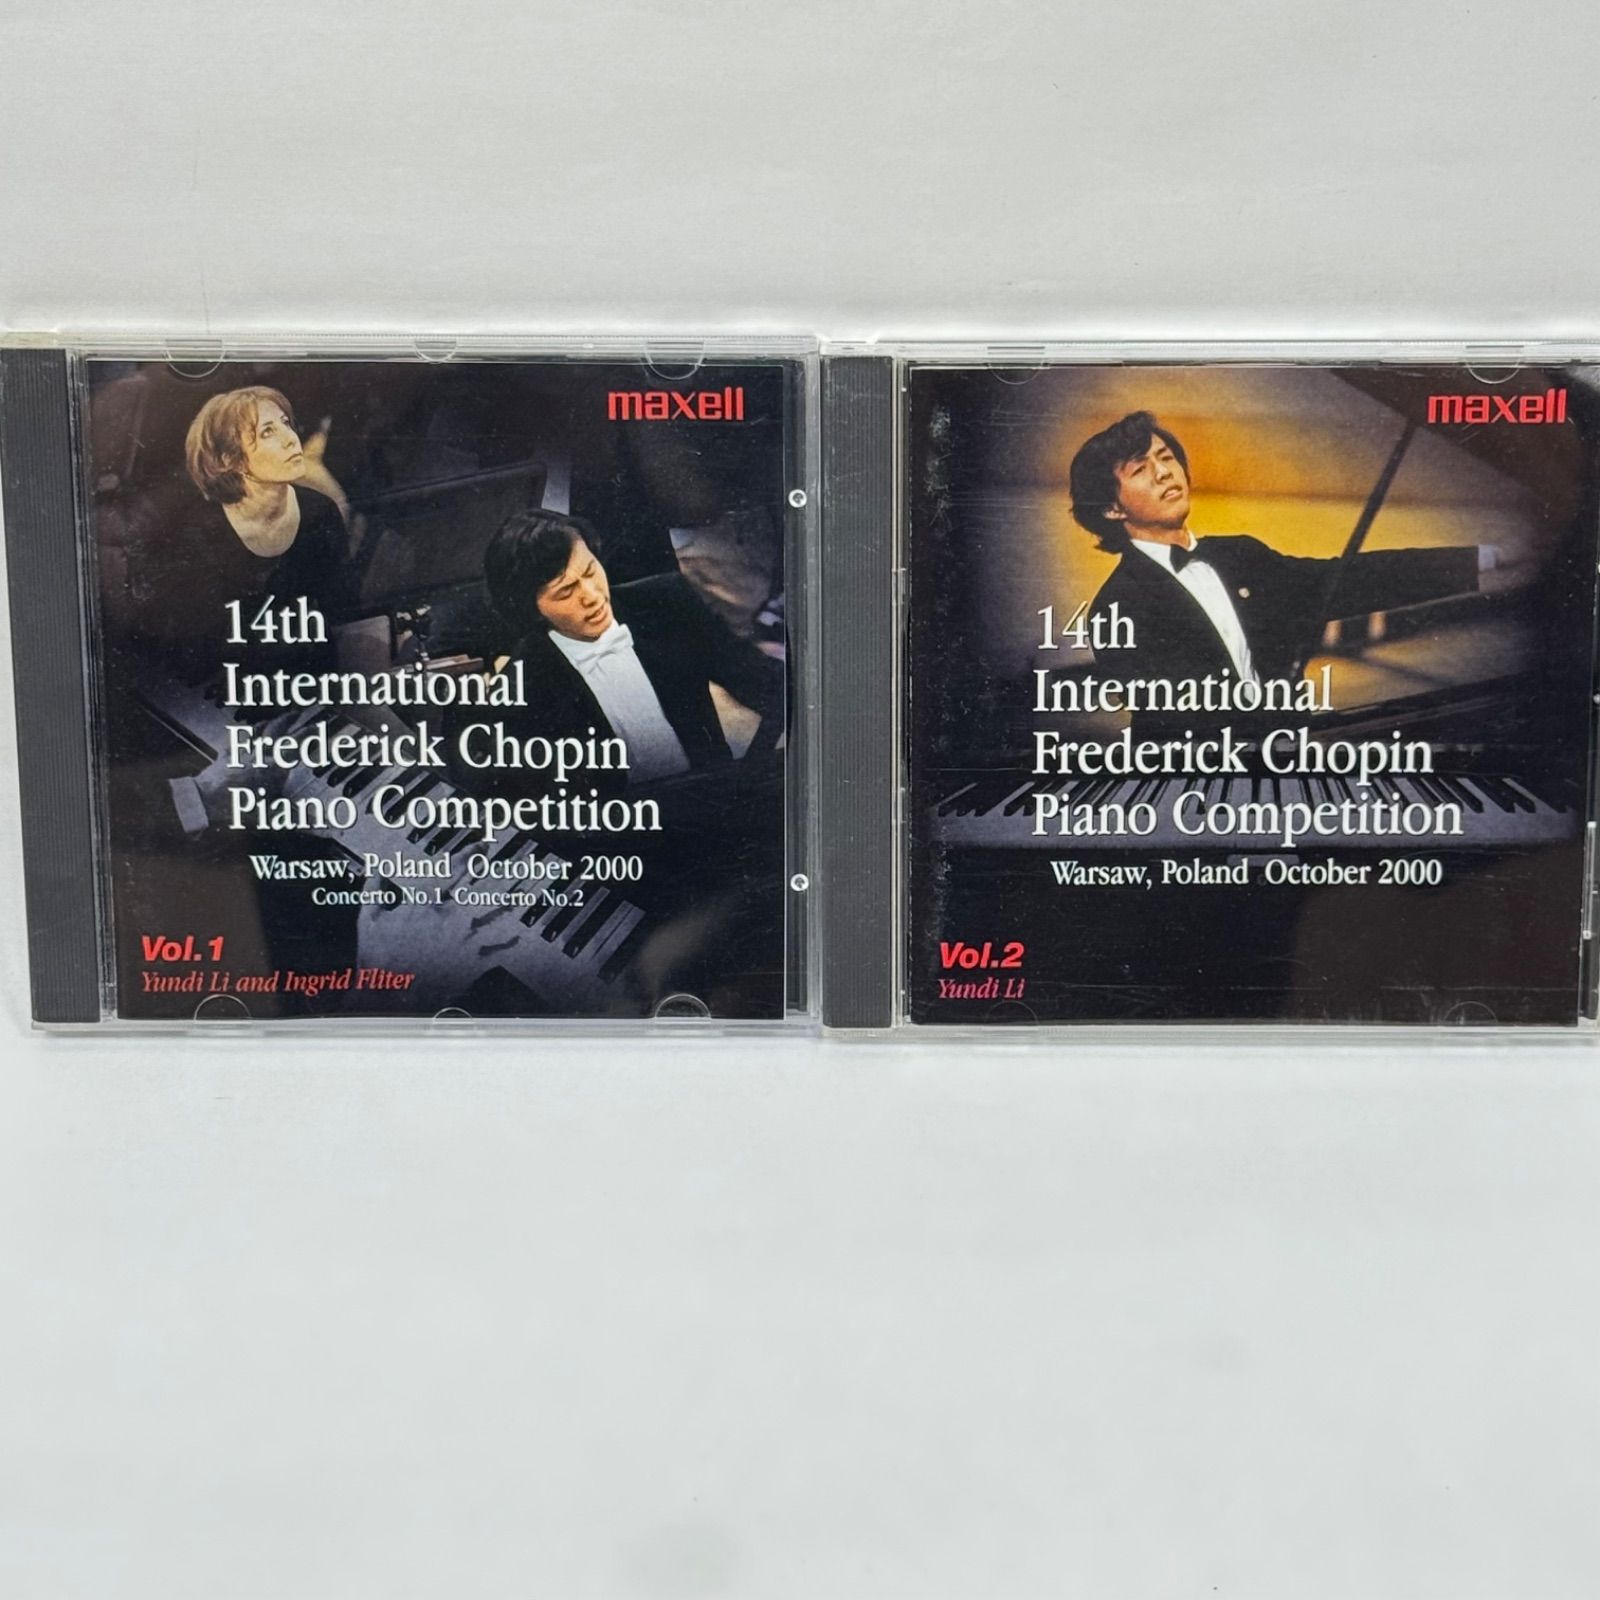 maxell
14th
International
Frederick Chopin
Piano Competition
Warsaw, Poland October 2000
Concerto No.1 Concerto No.2
Vol.1
Yundi Li and Ingrid Fliter
maxell
14th
International
Frederick Chopin
Piano Competition
Warsaw, Poland October 2000
Vol.2
Yundi Li